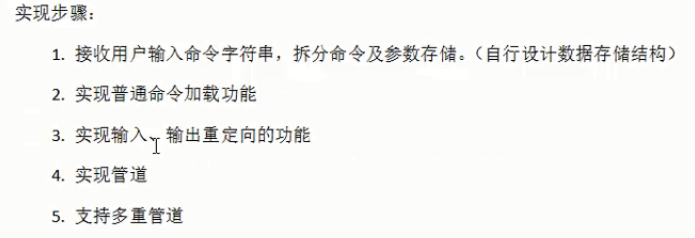 实现步骤：
1. 接收用户输入命令字符串，拆分命令及参数存储。（自行设计数据存储结构）
2. 实现普通命令加载功能
3. 实现输入、输出重定向的功能
4. 实现管道
5. 支持多重管道